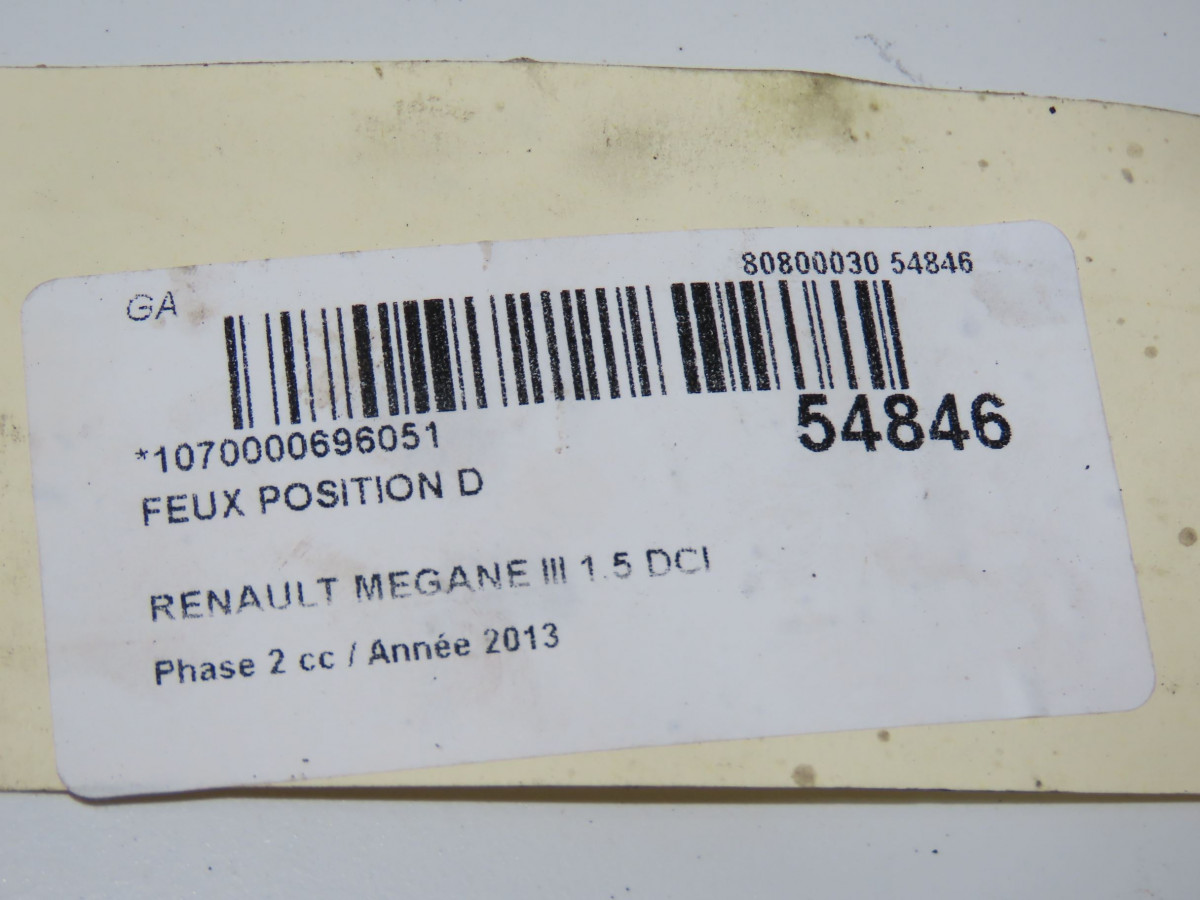 80800030 54846
GA
54846
*1070000696051
FEUX POSITION D
RENAULT MEGANE III 1.5 DCI
Phase 2 cc / Année 2013